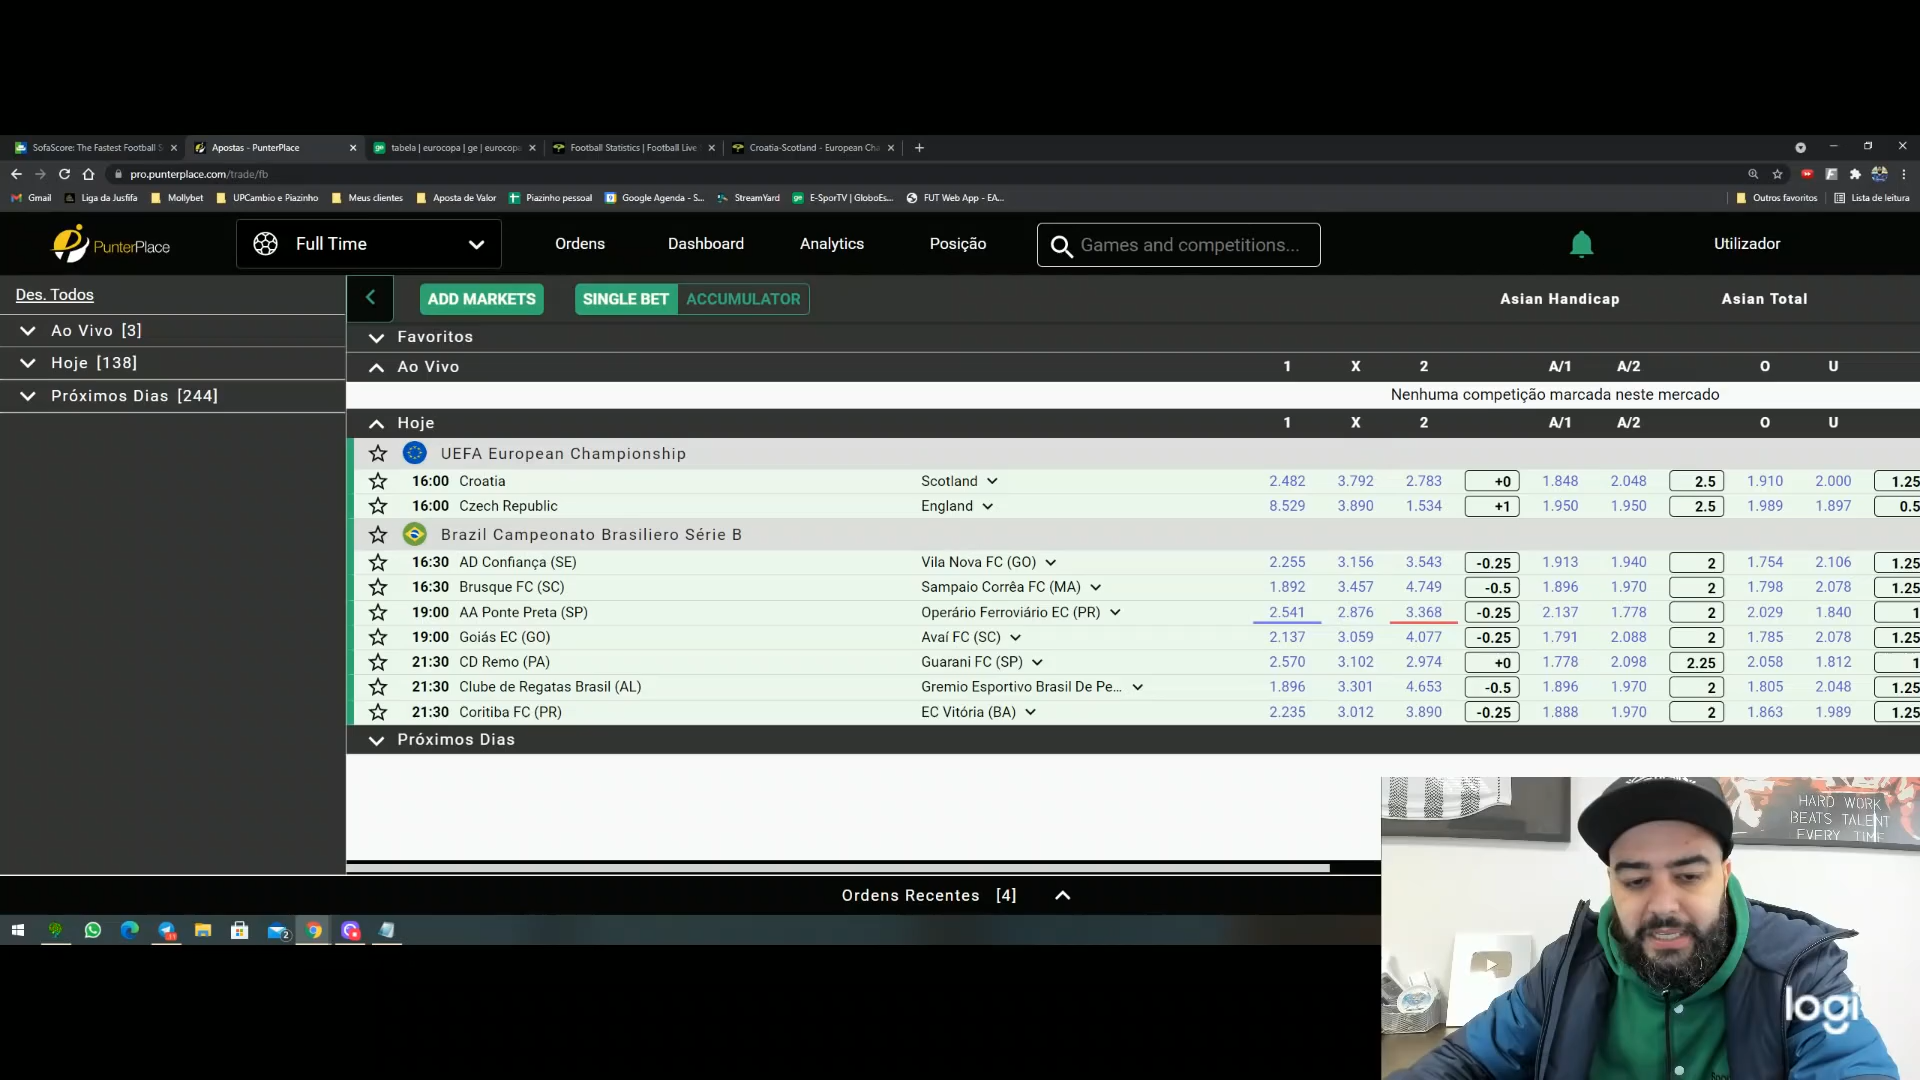 SofaScore: The Fastest Football S
Apostas - PunterPlace
tabela | eurocopa | ge | eurocopa
Football Statistics | Football Live
Croatia-Scotland - European Cha
pro.punterplace.com/trade/fb
Gmail
Liga da Jusfifa
Mollybet
UPCambio e Piazinho
Meus clientes
Aposta de Valor
Piazinho pessoal
Google Agenda - S...
StreamYard
E-SporTV | GloboEs...
FUT Web App - EA...
Outros favoritos
Lista de leitura
PunterPlace
Full Time
Ordens
Dashboard
Analytics
Posição
Games and competitions...
Utilizador
Des. Todos
Ao Vivo [3]
Hoje [138]
Próximos Dias [244]
ADD MARKETS
SINGLE BET
ACCUMULATOR
Asian Handicap
Asian Total
Favoritos
Ao Vivo 1 X 2 A/1 A/2 O U
Nenhuma competição marcada neste mercado
Hoje 1 X 2 A/1 A/2 O U
UEFA European Championship
16:00 Croatia Scotland 2.482 3.792 2.783 +0 1.848 2.048 2.5 1.910 2.000 1.25
16:00 Czech Republic England 8.529 3.890 1.534 +1 1.950 1.950 2.5 1.989 1.897 0.5
Brazil Campeonato Brasiliero Série B
16:30 AD Confiança (SE) Vila Nova FC (GO) 2.255 3.156 3.543 -0.25 1.913 1.940 2 1.754 2.106 1.25
16:30 Brusque FC (SC) Sampaio Corrêa FC (MA) 1.892 3.457 4.749 -0.5 1.896 1.970 2 1.798 2.078 1.25
19:00 AA Ponte Preta (SP) Operário Ferroviário EC (PR) 2.541 2.876 3.368 -0.25 2.137 1.778 2 2.029 1.840 1
19:00 Goiás EC (GO) Avaí FC (SC) 2.137 3.059 4.077 -0.25 1.791 2.088 2 1.785 2.078 1.25
21:30 CD Remo (PA) Guarani FC (SP) 2.570 3.102 2.974 +0 1.778 2.098 2.25 2.058 1.812 1
21:30 Clube de Regatas Brasil (AL) Gremio Esportivo Brasil De Pe... 1.896 3.301 4.653 -0.5 1.896 1.970 2 1.805 2.048 1.25
21:30 Coritiba FC (PR) EC Vitória (BA) 2.235 3.012 3.890 -0.25 1.888 1.970 2 1.863 1.989 1.25
Próximos Dias
HARD WORK
BEATS TALENT
EVERY TIME
Ordens Recentes [4]
logi